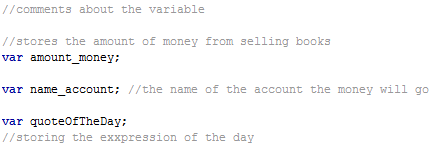 //comments about the variable
//stores the amount of money from selling books
var amount_money;
var name_account; //the name of the account the money will go
var quoteOfTheDay;
//storing the exxpression of the day